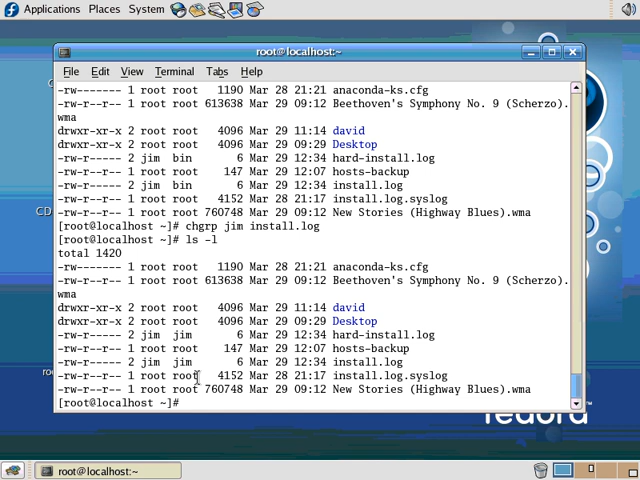 Applications Places System
root@localhost:~
File Edit View Terminal Tabs Help
-rw------- 1 root root 1190 Mar 28 21:21 anaconda-ks.cfg
-rw-r--r-- 1 root root 613638 Mar 29 09:12 Beethoven's Symphony No. 9 (Scherzo).
wma
drwxr-xr-x 2 root root 4096 Mar 29 11:14 david
drwxr-xr-x 2 root root 4096 Mar 29 09:29 Desktop
-rw-r----- 2 jim bin 6 Mar 29 12:34 hard-install.log
-rw-r--r-- 1 root root 147 Mar 29 12:07 hosts-backup
-rw-r----- 2 jim bin 6 Mar 29 12:34 install.log
-rw-r--r-- 1 root root 4152 Mar 28 21:17 install.log.syslog
-rw-r--r-- 1 root root 760748 Mar 29 09:12 New Stories (Highway Blues).wma
[root@localhost ~]# chgrp jim install.log
[root@localhost ~]# ls -l
total 1420
-rw------- 1 root root 1190 Mar 28 21:21 anaconda-ks.cfg
-rw-r--r-- 1 root root 613638 Mar 29 09:12 Beethoven's Symphony No. 9 (Scherzo).
wma
drwxr-xr-x 2 root root 4096 Mar 29 11:14 david
drwxr-xr-x 2 root root 4096 Mar 29 09:29 Desktop
-rw-r----- 2 jim jim 6 Mar 29 12:34 hard-install.log
-rw-r--r-- 1 root root 147 Mar 29 12:07 hosts-backup
-rw-r----- 2 jim jim 6 Mar 29 12:34 install.log
-rw-r--r-- 1 root root 4152 Mar 28 21:17 install.log.syslog
-rw-r--r-- 1 root root 760748 Mar 29 09:12 New Stories (Highway Blues).wma
[root@localhost ~]#
root@localhost:~